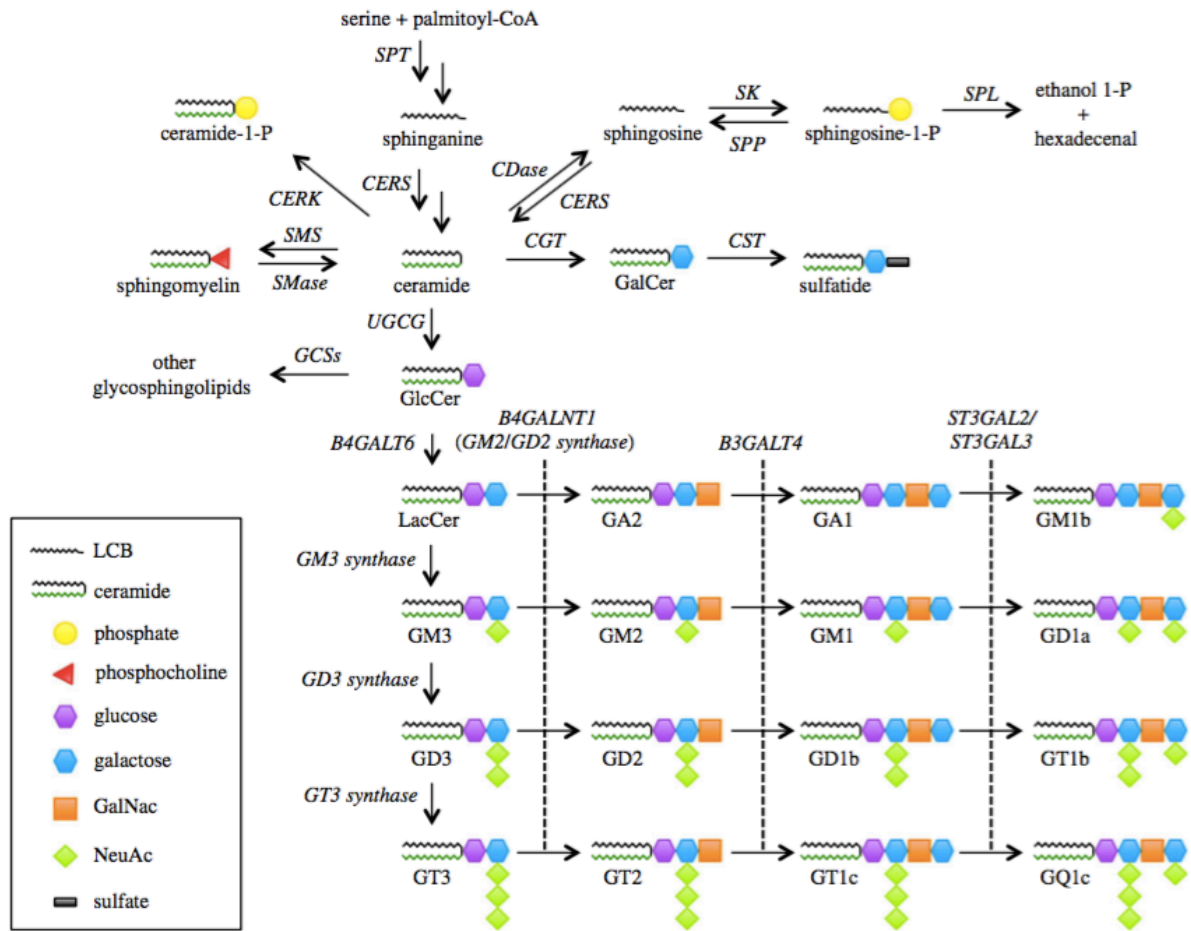 serine + palmitoyl-CoA
SPT
ceramide-1-P
sphinganine
sphingosine
SK
SPP
sphingosine-1-P
SPL
ethanol 1-P
+
hexadecenal
CERK
CERS
CDase
CERS
SMS
SMase
sphingomyelin
ceramide
CGT
GalCer
CST
sulfatide
UGCG
other
glycosphingolipids
GCSs
GlcCer
B4GALT6
B4GALNT1
(GM2/GD2 synthase)
B3GALT4
ST3GAL2/
ST3GAL3
LacCer
GA2
GA1
GM1b
GM3 synthase
GM3
GM2
GM1
GD1a
GD3 synthase
GD3
GD2
GD1b
GT1b
GT3 synthase
GT3
GT2
GT1c
GQ1c
LCB
ceramide
phosphate
phosphocholine
glucose
galactose
GalNac
NeuAc
sulfate